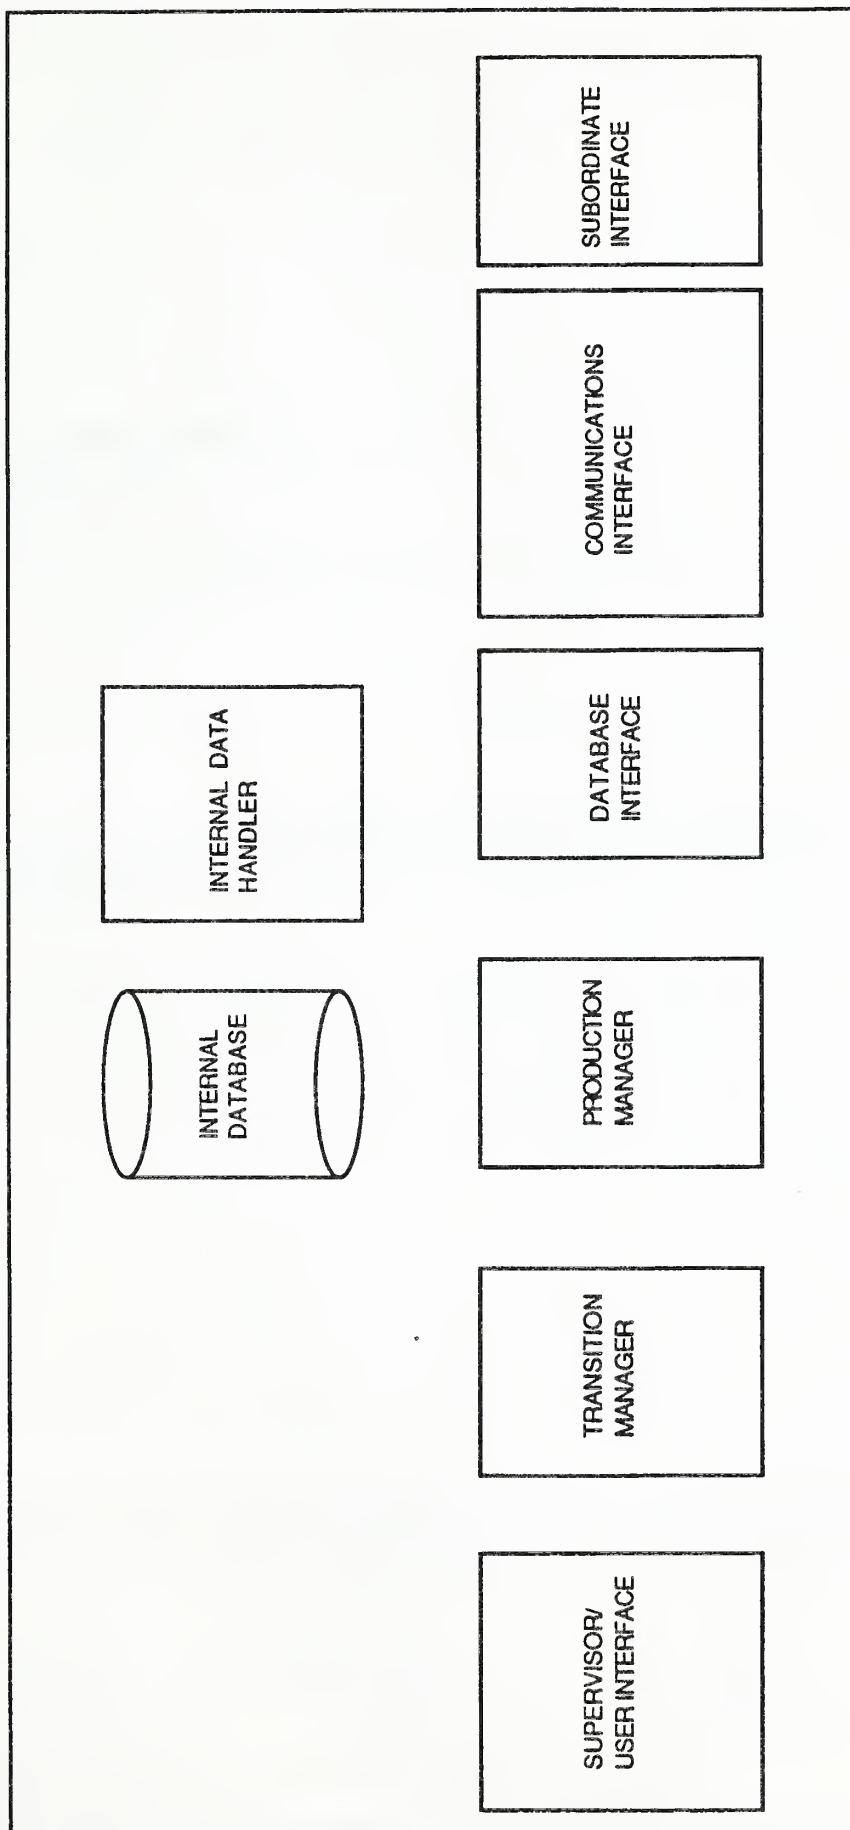 INTERNAL
DATABASE
INTERNAL DATA
HANDLER
SUPERVISOR/
USER INTERFACE
TRANSITION
MANAGER
PRODUCTION
MANAGER
DATABASE
INTERFACE
COMMUNICATIONS
INTERFACE
SUBORDINATE
INTERFACE